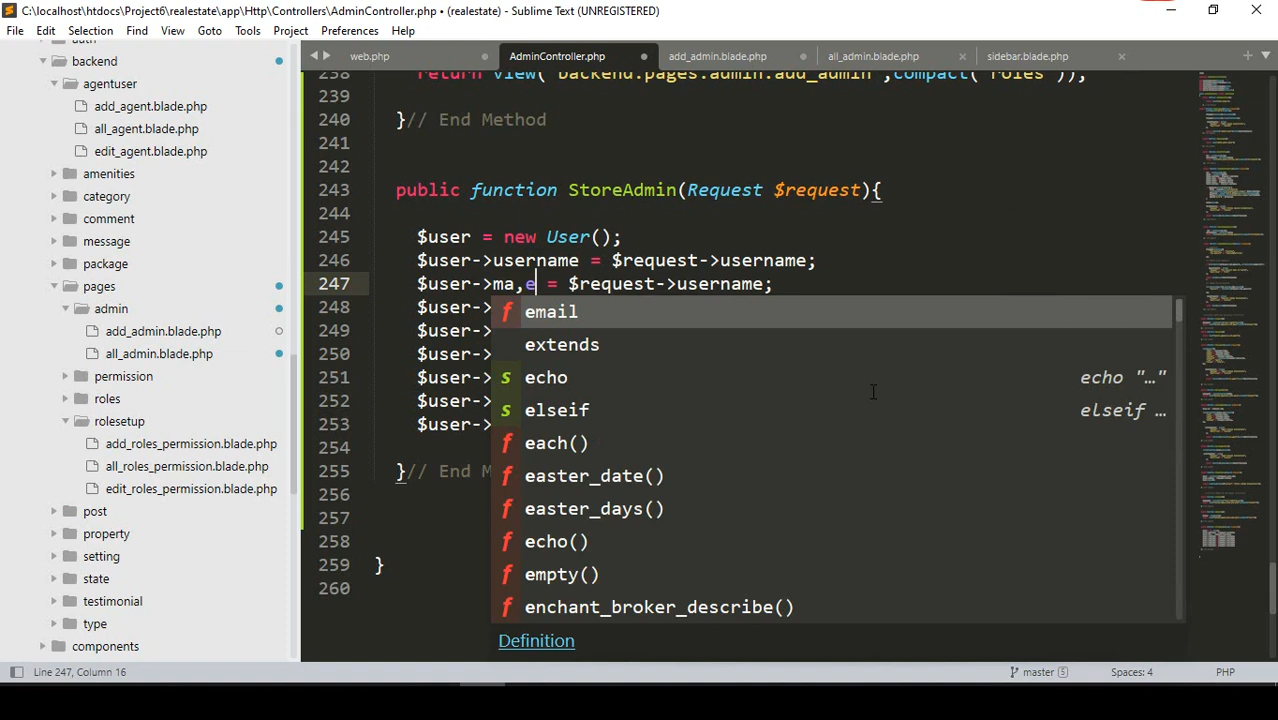 C:\localhost\htdocs\Project6\realestate\app\Http\Controllers\AdminController.php • (realestate) - Sublime Text (UNREGISTERED)
File Edit Selection Find View Goto Tools Project Preferences Help
backend
agentuser
add_agent.blade.php
all_agent.blade.php
edit_agent.blade.php
amenities
category
comment
message
package
pages
admin
add_admin.blade.php
all_admin.blade.php
permission
roles
rolesetup
add_roles_permission.blade.php
all_roles_permission.blade.php
edit_roles_permission.blade.php
post
property
setting
state
testimonial
type
components
web.php AdminController.php add_admin.blade.php all_admin.blade.php sidebar.blade.php
238 return view('backend.pages.admin.add_admin',compact('roles'));
239
240 }// End Method
241
242
243 public function StoreAdmin(Request $request){
244
245 $user = new User();
246 $user->username = $request->username;
247 $user->ma,e = $request->username;
248 $user->
249 $user->
250 $user->
251 $user->
252 $user->
253 $user->
254
255 }// End M
256
257
258
259 }
260
f email
extends
s echo echo "…"
s elseif elseif …
f each()
f easter_date()
f easter_days()
f echo()
f empty()
f enchant_broker_describe()
Definition
Line 247, Column 16 master 5 Spaces: 4 PHP